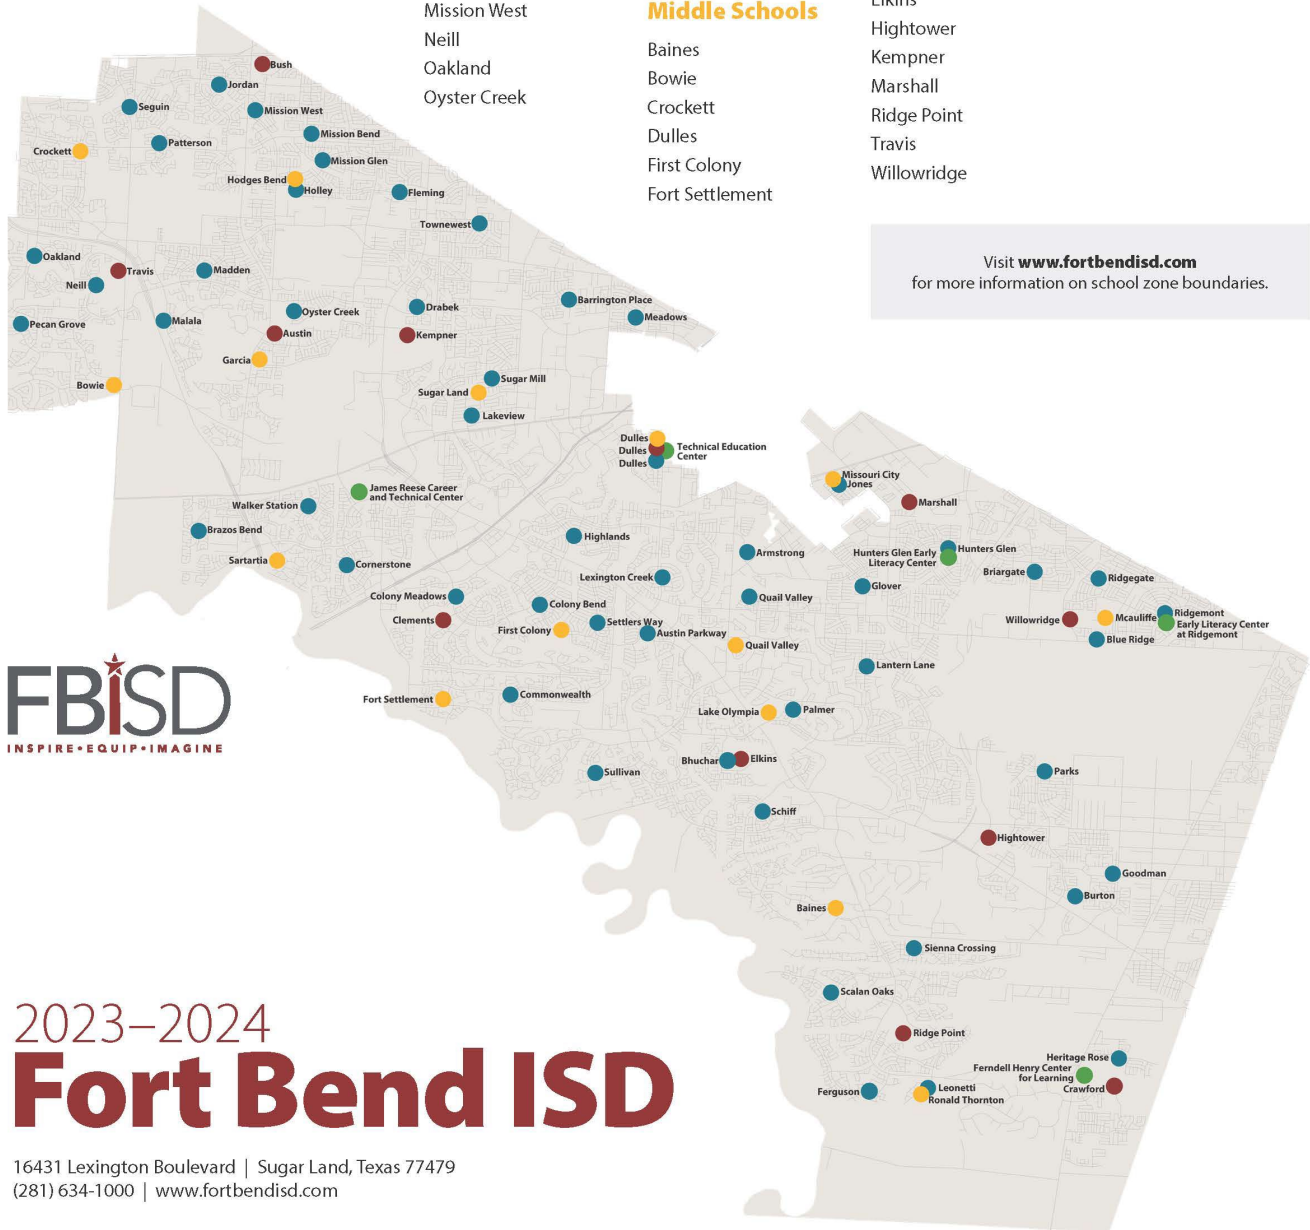 Mission West
Neill
Oakland
Oyster Creek
Middle Schools
Baines
Bowie
Crockett
Dulles
First Colony
Fort Settlement
Elkins
Hightower
Kempner
Marshall
Ridge Point
Travis
Willowridge
Visit www.fortbendisd.com
for more information on school zone boundaries.
Bush
Jordan
Seguin
Mission West
Mission Bend
Patterson
Crockett
Mission Glen
Hodges Bend
Holley
Fleming
Townewest
Oakland
Travis
Madden
Neill
Barrington Place
Drabek
Oyster Creek
Meadows
Pecan Grove
Malala
Austin
Kempner
Garcia
Bowie
Sugar Mill
Sugar Land
Lakeview
Dulles
Dulles
Dulles
Technical Education
Center
Missouri City
Jones
James Reese Career
and Technical Center
Marshall
Walker Station
Brazos Bend
Highlands
Sartartia
Cornerstone
Armstrong
Hunters Glen Early
Literacy Center
Hunters Glen
Briargate
Ridgegate
Lexington Creek
Glover
Colony Meadows
Colony Bend
Quail Valley
Clements
First Colony
Settlers Way
Austin Parkway
Quail Valley
Willowridge
Mcauliffe
Ridgemont
Early Literacy Center
at Ridgemont
Blue Ridge
Lantern Lane
FBISD
INSPIRE•EQUIP•IMAGINE
Fort Settlement
Commonwealth
Lake Olympia
Palmer
Bhuchar
Elkins
Sullivan
Parks
Schiff
Hightower
Goodman
Burton
Baines
Sienna Crossing
Scalan Oaks
Ridge Point
Heritage Rose
Ferndell Henry Center
for Learning
Crawford
Ferguson
Leonetti
Ronald Thornton
2023–2024
Fort Bend ISD
16431 Lexington Boulevard | Sugar Land, Texas 77479
(281) 634-1000 | www.fortbendisd.com